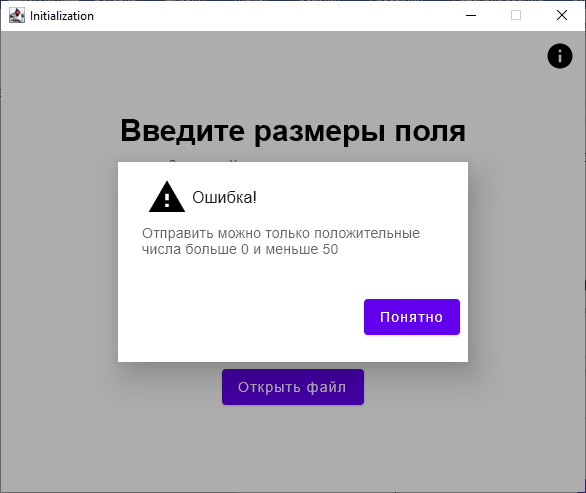 Initialization
Введите размеры поля
Ошибка!
Отправить можно только положительные
числа больше 0 и меньше 50
Понятно
Открыть файл